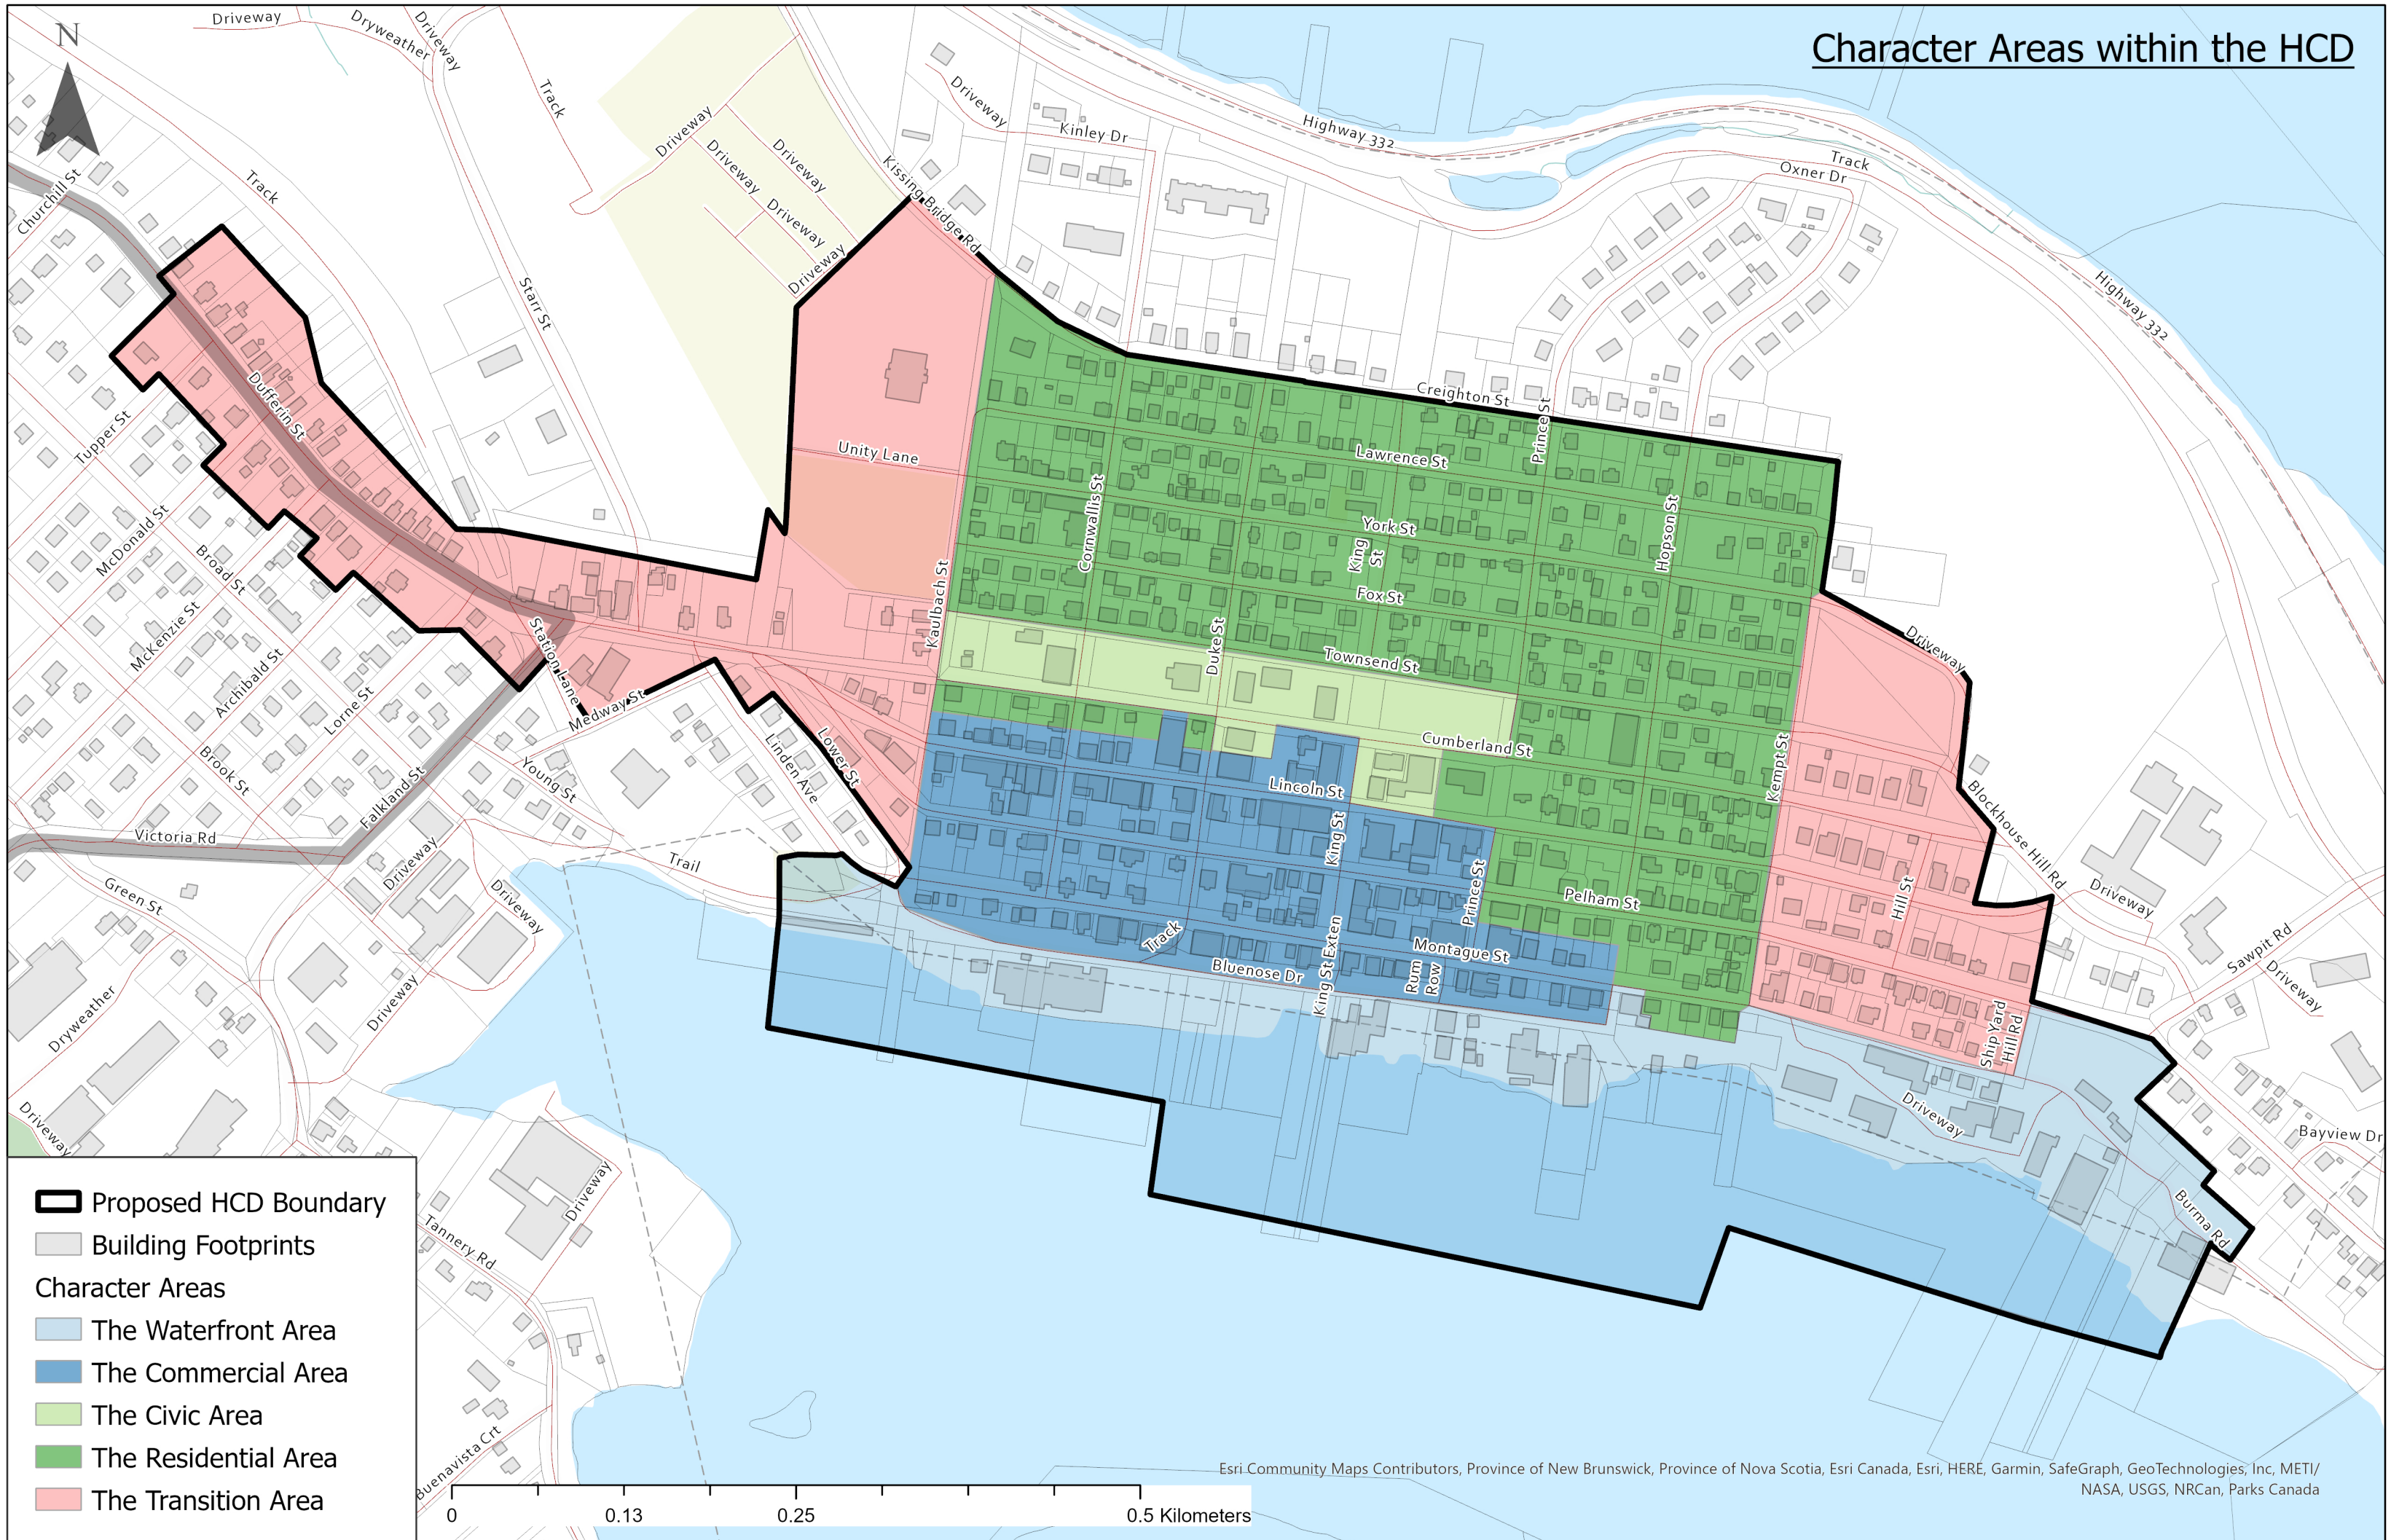 Character Areas within the HCD
N
Driveway
Dryweather
Driveway
Track
Driveway
Kinley Dr
Highway 332
Track
Oxner Dr
Highway 332
Churchill St
Track
Driveway
Driveway
Driveway
Driveway
Driveway
Kissing Bridge Rd
Starr St
Dufferin St
Tupper St
McDonald St
Broad St
McKenzie St
Archibald St
Lorne St
Brook St
Station Lane
Medway St
Young St
Falkland St
Victoria Rd
Green St
Driveway
Driveway
Driveway
Dryweather
Driveway
Trail
Linden Ave
Lower St
Unity Lane
Kaulbach St
Cornwallis St
Creighton St
Prince St
Lawrence St
York St
King
St
Hopson St
Fox St
Duke St
Townsend St
Cumberland St
Kempt St
Lincoln St
King St
Prince St
Pelham St
Montague St
Track
Bluenose Dr
King St Exten
Rum
Row
Driveway
Blockhouse Hill Rd
Hill St
Driveway
Sawpit Rd
Driveway
Ship Yard
Hill Rd
Driveway
Bayview Dr
Burma Rd
Driveway
Tannery Rd
Buenavista Crt
Proposed HCD Boundary
Building Footprints
Character Areas
The Waterfront Area
The Commercial Area
The Civic Area
The Residential Area
The Transition Area
0
0.13
0.25
0.5 Kilometers
Esri Community Maps Contributors, Province of New Brunswick, Province of Nova Scotia, Esri Canada, Esri, HERE, Garmin, SafeGraph, GeoTechnologies, Inc, METI/
NASA, USGS, NRCan, Parks Canada